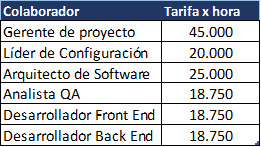 Colaborador Tarifa x hora
Gerente de proyecto 45.000
Líder de Configuración 20.000
Arquitecto de Software 25.000
Analista QA 18.750
Desarrollador Front End 18.750
Desarrollador Back End 18.750